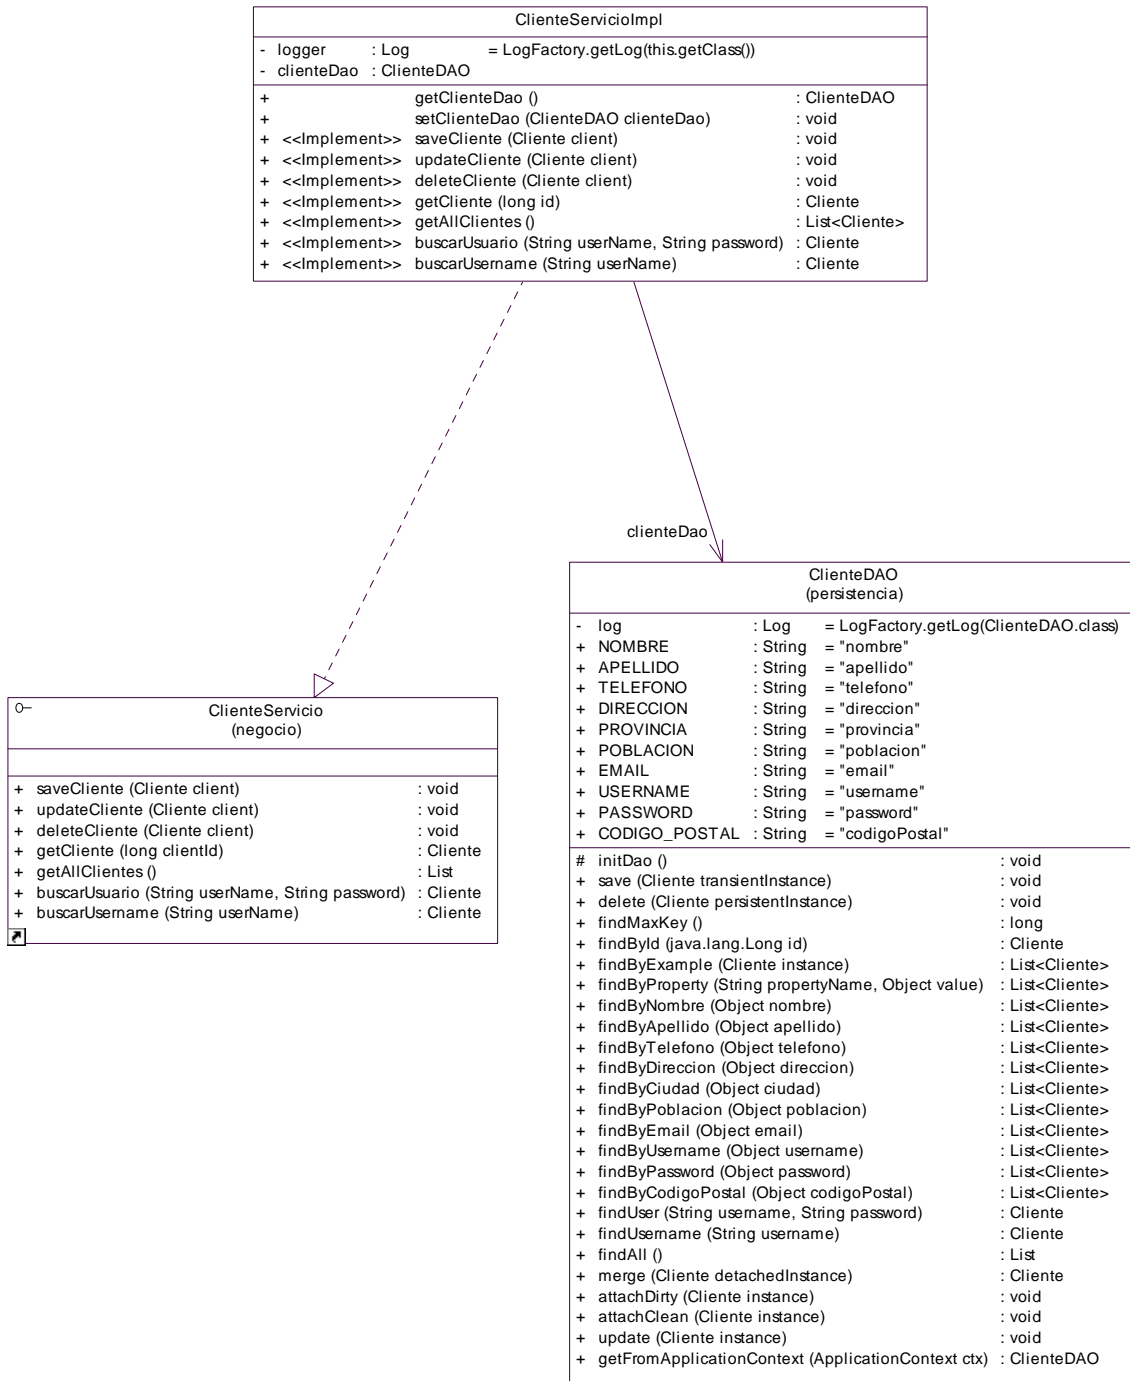 ClienteServicioImpl
- logger : Log = LogFactory.getLog(this.getClass())
- clienteDao : ClienteDAO
+ getClienteDao () : ClienteDAO
+ setClienteDao (ClienteDAO clienteDao) : void
+ <<Implement>> saveCliente (Cliente client) : void
+ <<Implement>> updateCliente (Cliente client) : void
+ <<Implement>> deleteCliente (Cliente client) : void
+ <<Implement>> getCliente (long id) : Cliente
+ <<Implement>> getAllClientes () : List<Cliente>
+ <<Implement>> buscarUsuario (String userName, String password) : Cliente
+ <<Implement>> buscarUsername (String userName) : Cliente
clienteDao
ClienteServicio
(negocio)
+ saveCliente (Cliente client) : void
+ updateCliente (Cliente client) : void
+ deleteCliente (Cliente client) : void
+ getCliente (long clientId) : Cliente
+ getAllClientes () : List
+ buscarUsuario (String userName, String password) : Cliente
+ buscarUsername (String userName) : Cliente
ClienteDAO
(persistencia)
- log : Log = LogFactory.getLog(ClienteDAO.class)
+ NOMBRE : String = "nombre"
+ APELLIDO : String = "apellido"
+ TELEFONO : String = "telefono"
+ DIRECCION : String = "direccion"
+ PROVINCIA : String = "provincia"
+ POBLACION : String = "poblacion"
+ EMAIL : String = "email"
+ USERNAME : String = "username"
+ PASSWORD : String = "password"
+ CODIGO_POSTAL : String = "codigoPostal"
# initDao () : void
+ save (Cliente transientInstance) : void
+ delete (Cliente persistentInstance) : void
+ findMaxKey () : long
+ findById (java.lang.Long id) : Cliente
+ findByExample (Cliente instance) : List<Cliente>
+ findByProperty (String propertyName, Object value) : List<Cliente>
+ findByNombre (Object nombre) : List<Cliente>
+ findByApellido (Object apellido) : List<Cliente>
+ findByTelefono (Object telefono) : List<Cliente>
+ findByDireccion (Object direccion) : List<Cliente>
+ findByCiudad (Object ciudad) : List<Cliente>
+ findByPoblacion (Object poblacion) : List<Cliente>
+ findByEmail (Object email) : List<Cliente>
+ findByUsername (Object username) : List<Cliente>
+ findByPassword (Object password) : List<Cliente>
+ findByCodigoPostal (Object codigoPostal) : List<Cliente>
+ findUser (String username, String password) : Cliente
+ findUsername (String username) : Cliente
+ findAll () : List
+ merge (Cliente detachedInstance) : Cliente
+ attachDirty (Cliente instance) : void
+ attachClean (Cliente instance) : void
+ update (Cliente instance) : void
+ getFromApplicationContext (ApplicationContext ctx) : ClienteDAO